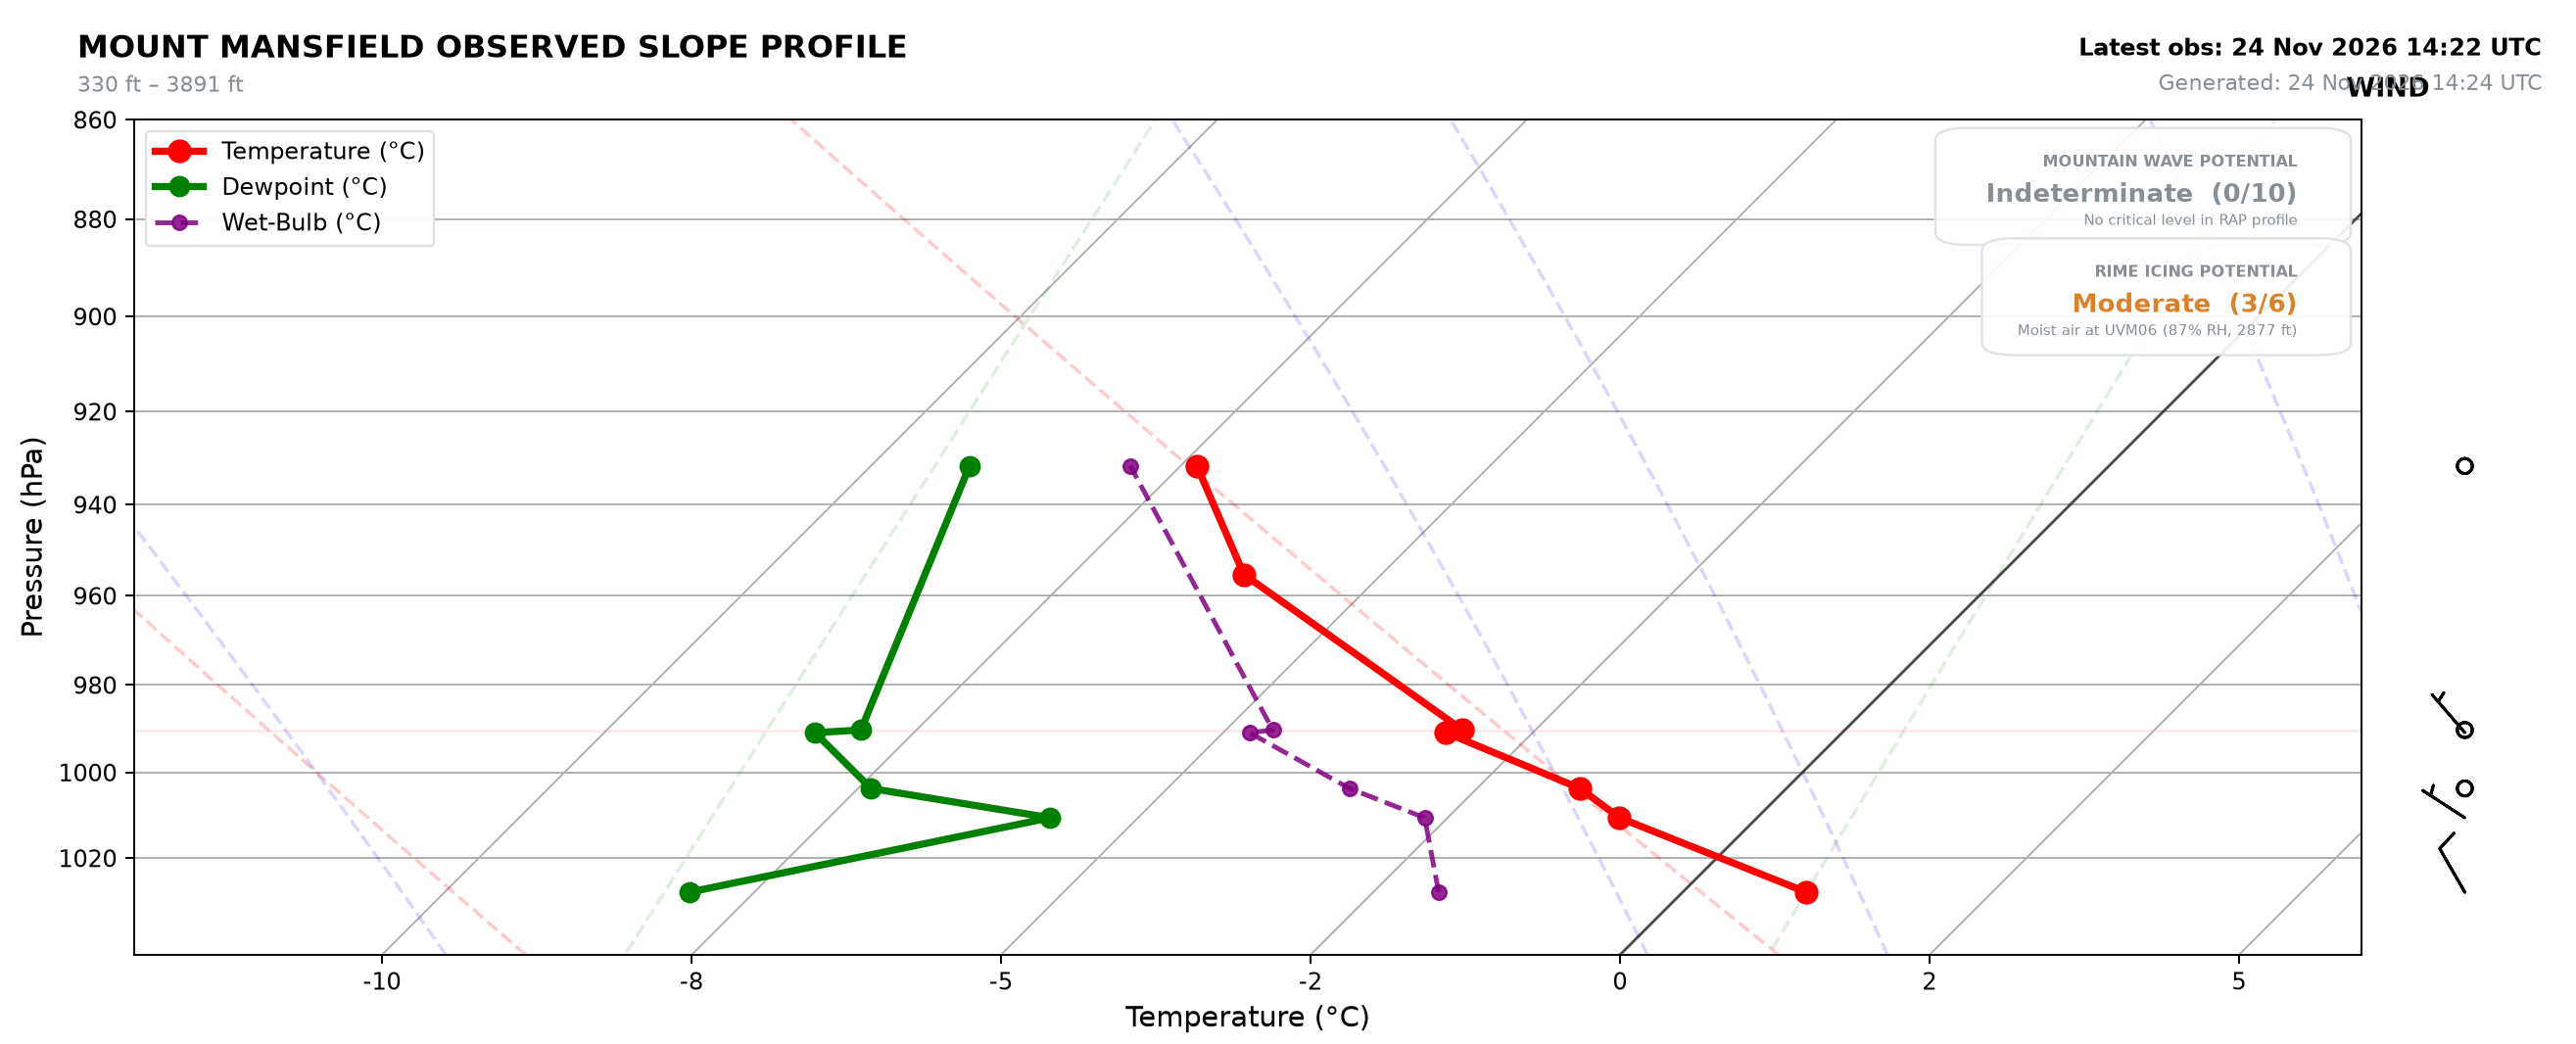 MOUNT MANSFIELD OBSERVED SLOPE PROFILE
330 ft – 3891 ft
Latest obs: 24 Nov 2026 14:22 UTC
Generated: 24 Nov 2026 14:24 UTC
WIND
Temperature (°C)
Dewpoint (°C)
Wet-Bulb (°C)
MOUNTAIN WAVE POTENTIAL
Indeterminate (0/10)
No critical level in RAP profile
RIME ICING POTENTIAL
Moderate (3/6)
Moist air at UVM06 (87% RH, 2877 ft)
Pressure (hPa)
860
880
900
920
940
960
980
1000
1020
-10 -8 -5 -2 0 2 5
Temperature (°C)